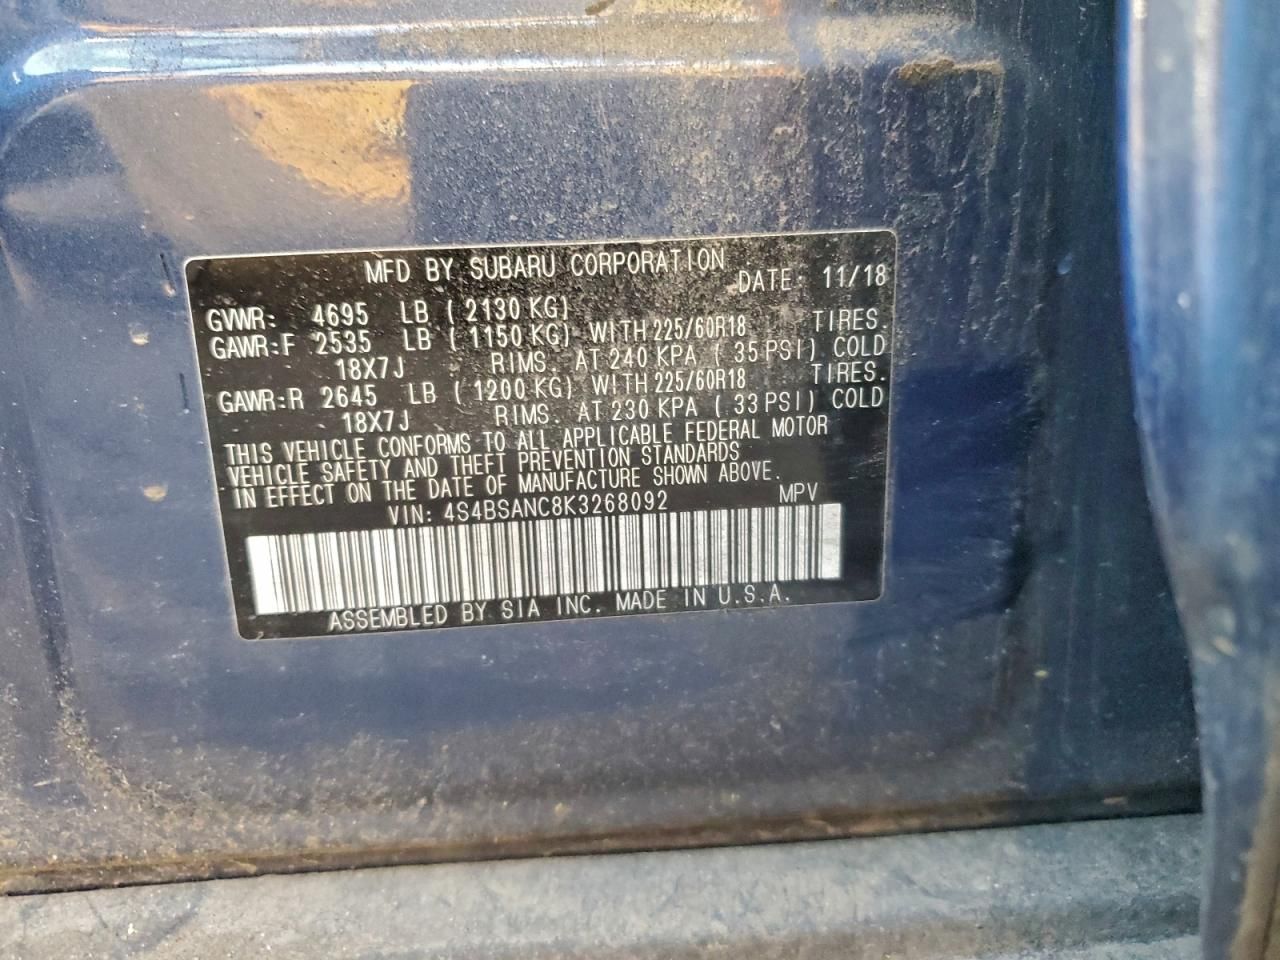 MFD BY SUBARU CORPORATION DATE: 11/18
GVWR: 4695 LB (2130 KG)
GAWR:F 2535 LB (1150 KG) WITH 225/60R18 TIRES.
18X7J RIMS. AT 240 KPA (35 PSI) COLD
GAWR:R 2645 LB (1200 KG) WITH 225/60R18 TIRES.
18X7J RIMS. AT 230 KPA (33 PSI) COLD
THIS VEHICLE CONFORMS TO ALL APPLICABLE FEDERAL MOTOR
VEHICLE SAFETY AND THEFT PREVENTION STANDARDS
IN EFFECT ON THE DATE OF MANUFACTURE SHOWN ABOVE.
VIN: 4S4BSANC8K3268092 MPV
ASSEMBLED BY SIA INC. MADE IN U.S.A.